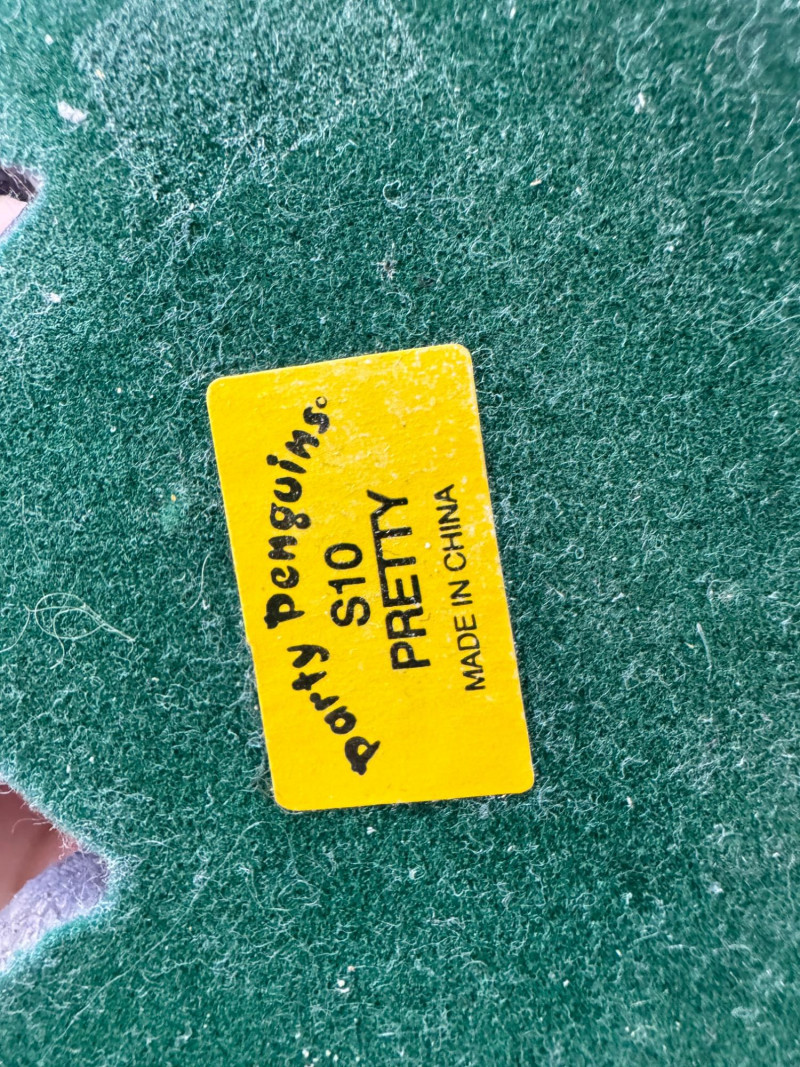 party penguins.
S10
PRETTY
MADE IN CHINA